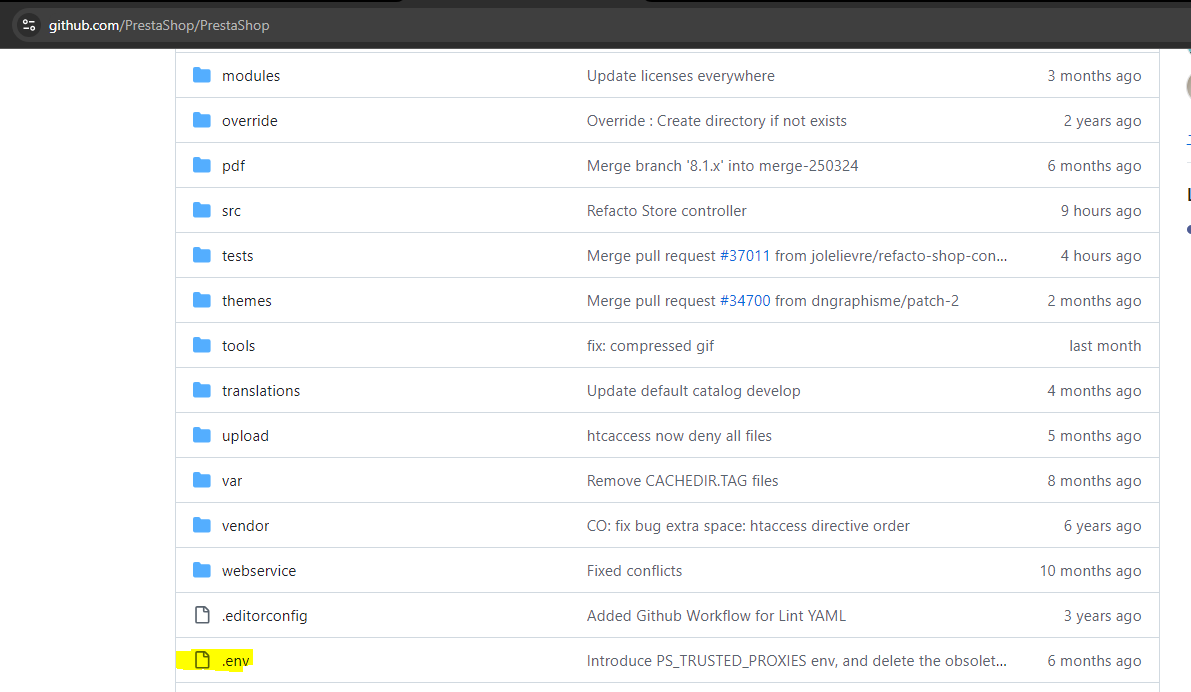 github.com/PrestaShop/PrestaShop
modules Update licenses everywhere 3 months ago
override Override : Create directory if not exists 2 years ago
pdf Merge branch '8.1.x' into merge-250324 6 months ago
src Refacto Store controller 9 hours ago
tests Merge pull request #37011 from jolelievre/refacto-shop-con... 4 hours ago
themes Merge pull request #34700 from dngraphisme/patch-2 2 months ago
tools fix: compressed gif last month
translations Update default catalog develop 4 months ago
upload htcaccess now deny all files 5 months ago
var Remove CACHEDIR.TAG files 8 months ago
vendor CO: fix bug extra space: htaccess directive order 6 years ago
webservice Fixed conflicts 10 months ago
.editorconfig Added Github Workflow for Lint YAML 3 years ago
.env Introduce PS_TRUSTED_PROXIES env, and delete the obsolet... 6 months ago